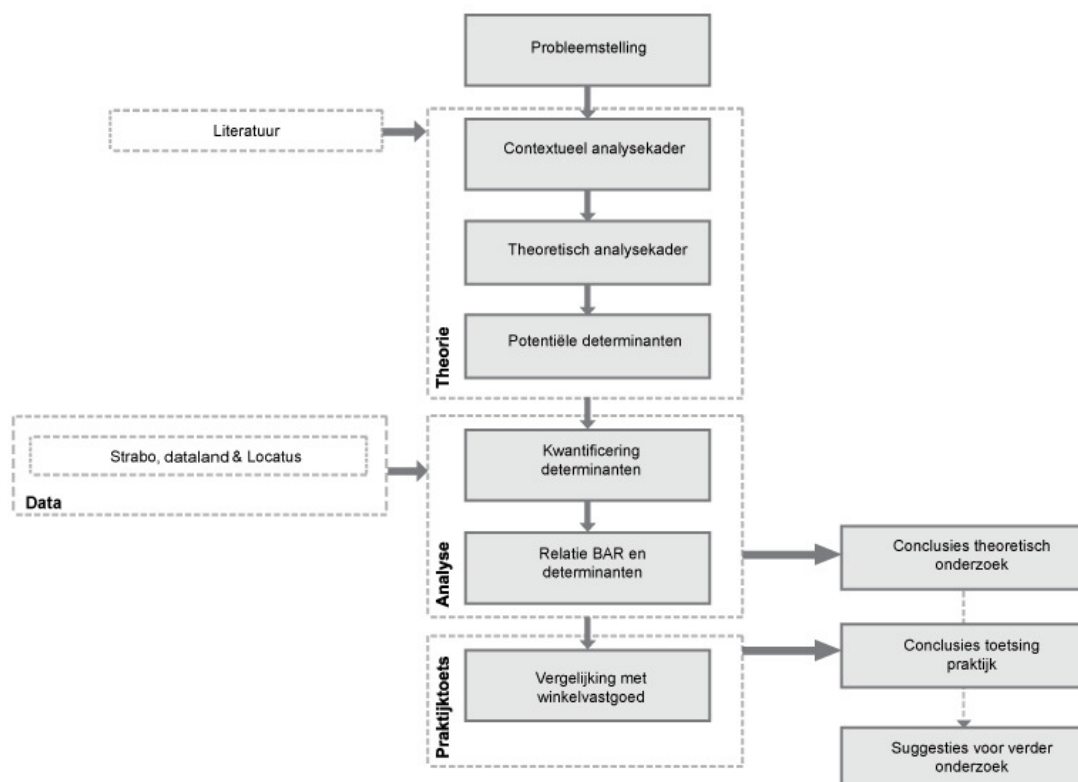 Probleemstelling
Literatuur
Contextueel analysekader
Theoretisch analysekader
Potentiële determinanten
Theorie
Strabo, dataland & Locatus
Data
Kwantificering
determinanten
Relatie BAR en
determinanten
Analyse
Conclusies theoretisch
onderzoek
Vergelijking met
winkelvastgoed
Praktijktoets
Conclusies toetsing
praktijk
Suggesties voor verder
onderzoek